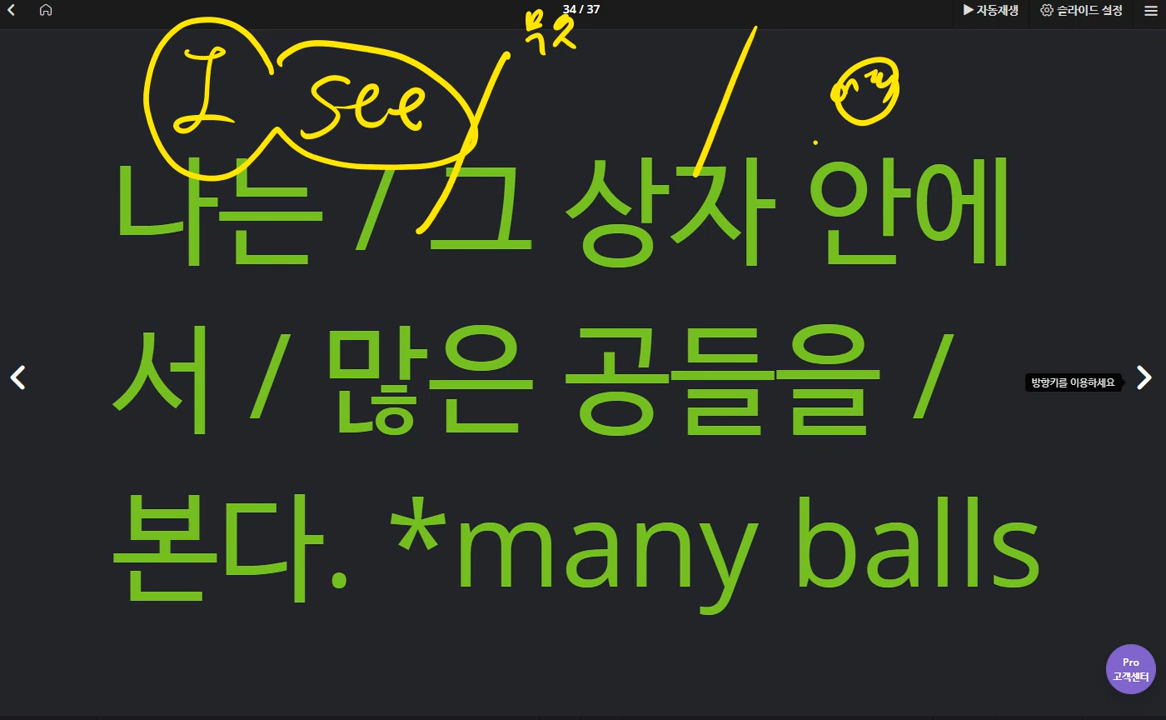 34 / 37
▶ 자동재생
슬라이드 설정
I see
나는 / 그 상자 안에
서 / 많은 공들을 /
본다. *many balls
방향키를 이용하세요
Pro
고객센터